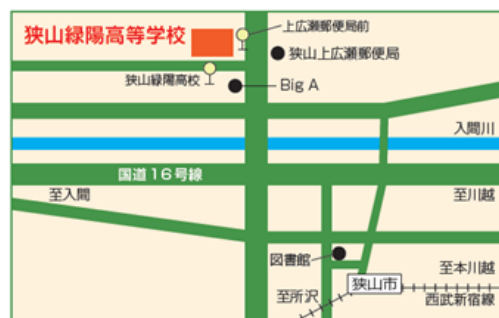 狭山緑陽高等学校
上広瀬郵便局前
狭山上広瀬郵便局
狭山緑陽高校
Big A
入間川
国道16号線
至入間
至川越
図書館
至本川越
狭山市
至所沢
西武新宿線